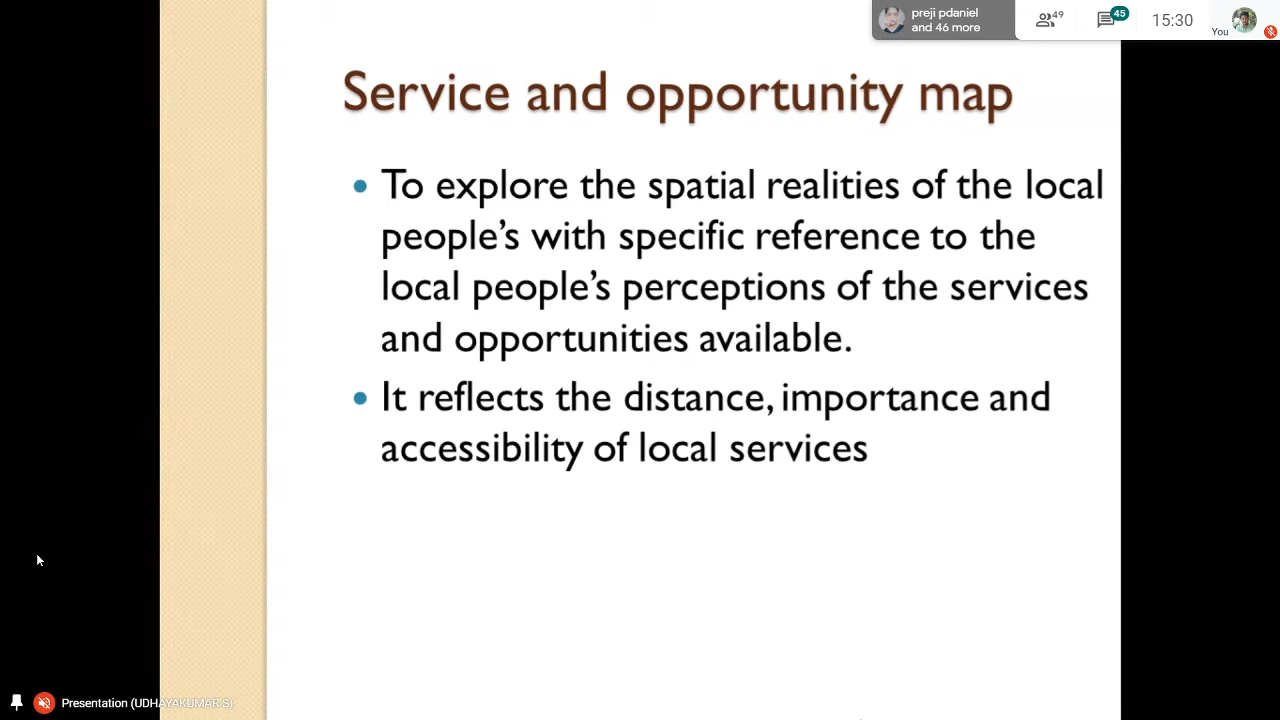 preji pdaniel
and 46 more
49
45
15:30
You
Service and opportunity map
To explore the spatial realities of the local
people’s with specific reference to the
local people’s perceptions of the services
and opportunities available.
It reflects the distance, importance and
accessibility of local services
Presentation (UDHAYAKUMAR S)